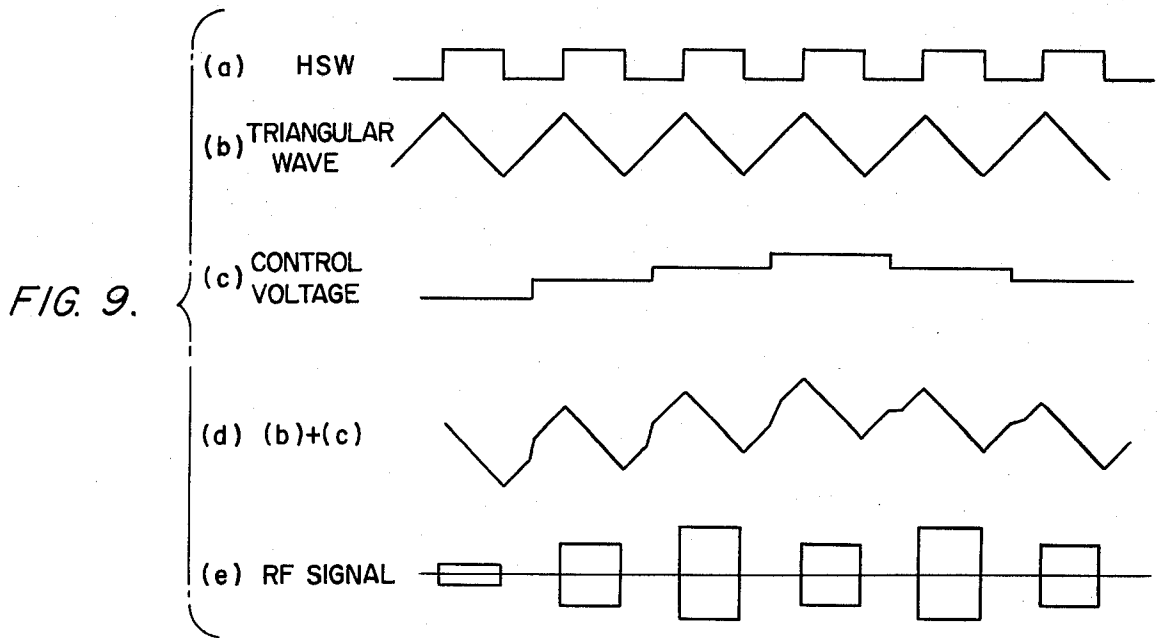 (a) HSW
(b) TRIANGULAR
WAVE
(c) CONTROL
VOLTAGE
FIG. 9.
(d) (b)+(c)
(e) RF SIGNAL